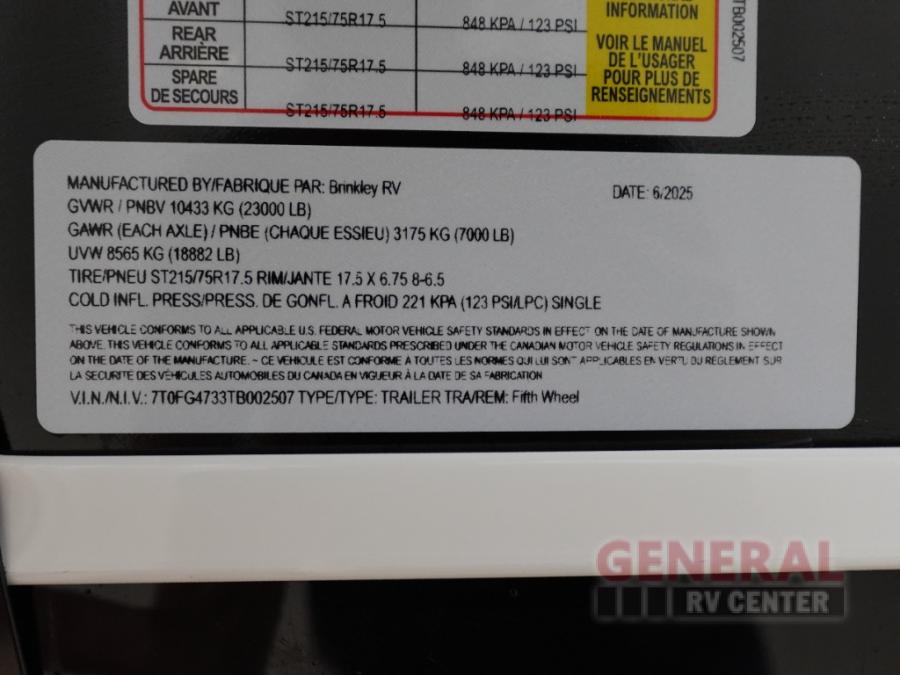 AVANT ST215/75R17.5 848 KPA / 123 PSI
INFORMATION
REAR
ARRIÈRE ST215/75R17.5 848 KPA / 123 PSI
SPARE
DE SECOURS ST215/75R17.5 848 KPA / 123 PSI
VOIR LE MANUEL
DE L'USAGER
POUR PLUS DE
RENSEIGNEMENTS
TB002507
MANUFACTURED BY/FABRIQUE PAR: Brinkley RV
DATE: 6/2025
GVWR / PNBV 10433 KG (23000 LB)
GAWR (EACH AXLE) / PNBE (CHAQUE ESSIEU) 3175 KG (7000 LB)
UVW 8565 KG (18882 LB)
TIRE/PNEU ST215/75R17.5 RIM/JANTE 17.5 X 6.75 8-6.5
COLD INFL. PRESS/PRESS. DE GONFL. A FROID 221 KPA (123 PSI/LPC) SINGLE
THIS VEHICLE CONFORMS TO ALL APPLICABLE U.S. FEDERAL MOTOR VEHICLE SAFETY STANDARDS IN EFFECT ON THE DATE OF MANUFACTURE SHOWN
ABOVE. THIS VEHICLE CONFORMS TO ALL APPLICABLE STANDARDS PRESCRIBED UNDER THE CANADIAN MOTOR VEHICLE SAFETY REGULATIONS IN EFFECT
ON THE DATE OF THE MANUFACTURE. ~ CE VEHICULE EST CONFORME A TOUTES LES NORMES QUI LUI SONT APPLICABLES EN VERTU DU REGLEMENT SUR
LA SECURITE DES VÉHICULES AUTOMOBILES DU CANADA EN VIGUEUR À LA DATE DE SA FABRICATION
V.I.N./N.I.V.: 7T0FG4733TB002507 TYPE/TYPE: TRAILER TRA/REM: Fifth Wheel
GENERAL
RV CENTER